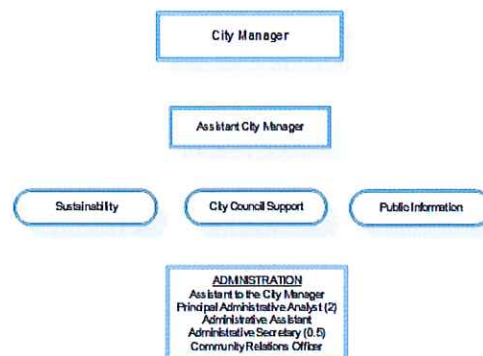 City Manager
Assistant City Manager
Sustainability
City Council Support
Public Information
ADMINISTRATION
Assistant to the City Manager
Principal Administrative Analyst (2)
Administrative Assistant
Administrative Secretary (0.5)
Community Relations Officer